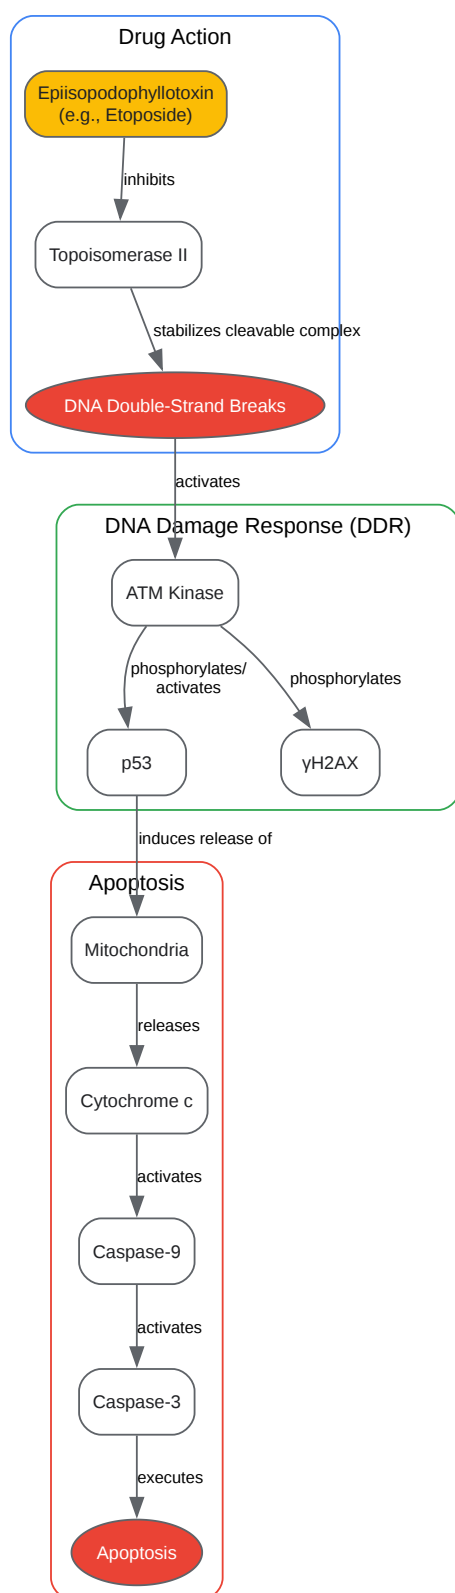 Drug Action
Epiisopodophyllotoxin
(e.g., Etoposide)
inhibits
Topoisomerase II
stabilizes cleavable complex
DNA Double-Strand Breaks
activates
DNA Damage Response (DDR)
ATM Kinase
phosphorylates/
activates
phosphorylates
p53
γH2AX
induces release of
Apoptosis
Mitochondria
releases
Cytochrome c
activates
Caspase-9
activates
Caspase-3
executes
Apoptosis